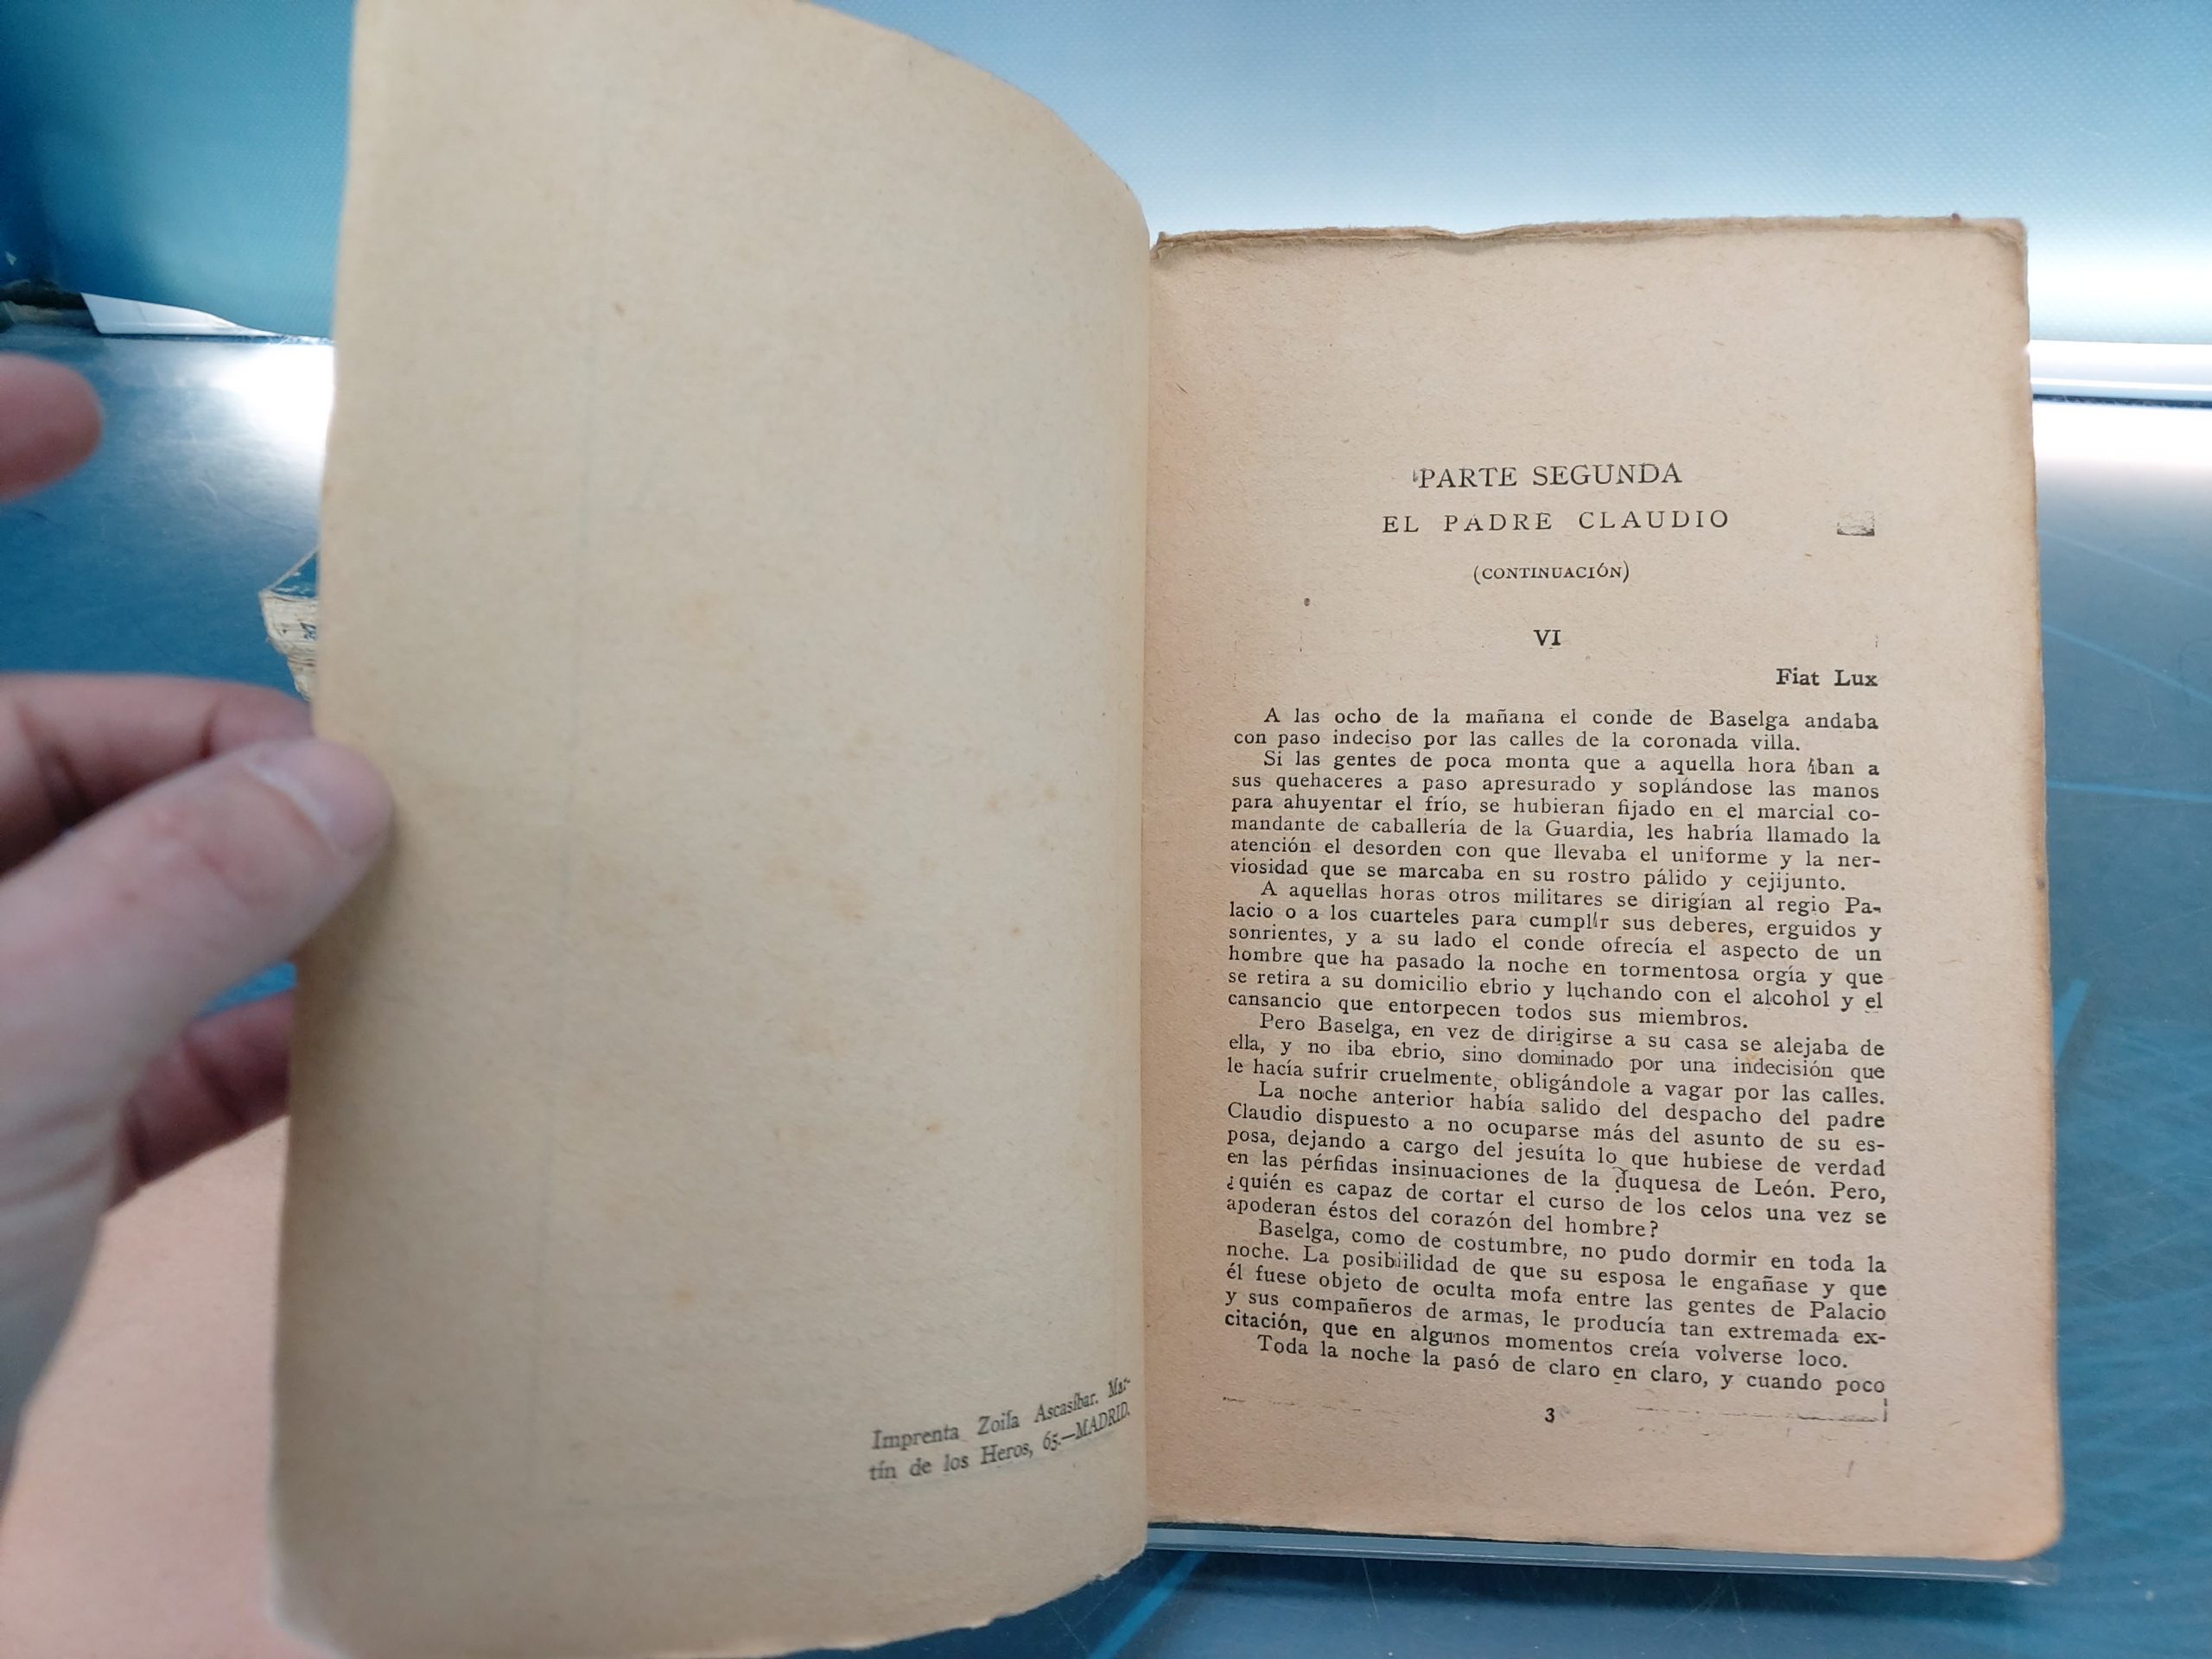 Imprenta Zoila Ascasíbar. Mar-
tín de los Heros, 65.—MADRID.
PARTE SEGUNDA
EL PADRE CLAUDIO
(CONTINUACIÓN)
VI
Fiat Lux
A las ocho de la mañana el conde de Baselga andaba
con paso indeciso por las calles de la coronada villa.
Si las gentes de poca monta que a aquella hora iban a
sus quehaceres a paso apresurado y soplándose las manos
para ahuyentar el frío, se hubieran fijado en el marcial co-
mandante de caballería de la Guardia, les habría llamado la
atención el desorden con que llevaba el uniforme y la ner-
viosidad que se marcaba en su rostro pálido y cejijunto.
A aquellas horas otros militares se dirigían al regio Pa-
lacio o a los cuarteles para cumplir sus deberes, erguidos y
sonrientes, y a su lado el conde ofrecía el aspecto de un
hombre que ha pasado la noche en tormentosa orgía y que
se retira a su domicilio ebrio y luchando con el alcohol y el
cansancio que entorpecen todos sus miembros.
Pero Baselga, en vez de dirigirse a su casa se alejaba de
ella, y no iba ebrio, sino dominado por una indecisión que
le hacía sufrir cruelmente, obligándole a vagar por las calles.
La noche anterior había salido del despacho del padre
Claudio dispuesto a no ocuparse más del asunto de su es-
posa, dejando a cargo del jesuíta lo que hubiese de verdad
en las pérfidas insinuaciones de la duquesa de León. Pero,
¿quién es capaz de cortar el curso de los celos una vez se
apoderan éstos del corazón del hombre?
Baselga, como de costumbre, no pudo dormir en toda la
noche. La posibiilidad de que su esposa le engañase y que
él fuese objeto de oculta mofa entre las gentes de Palacio
y sus compañeros de armas, le producía tan extremada ex-
citación, que en algunos momentos creía volverse loco.
Toda la noche la pasó de claro en claro, y cuando poco
3